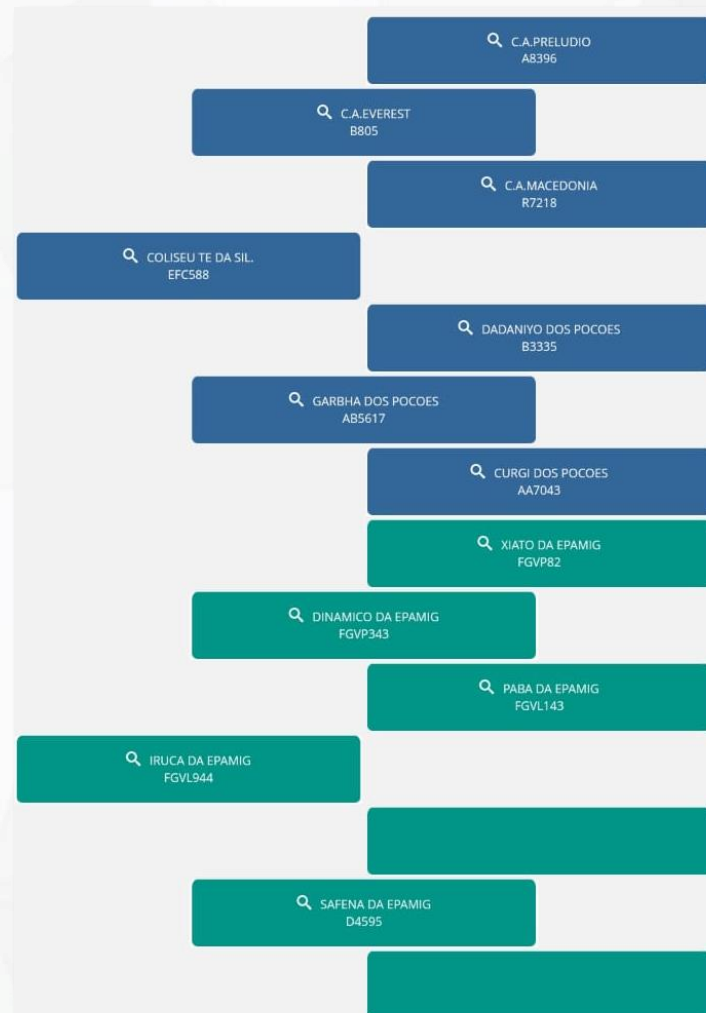 C.A.PRELUDIO
A8396
C.A.EVEREST
B805
C.A.MACEDONIA
R7218
COLISEU TE DA SIL.
EFC588
DADANIYO DOS POCOES
B3335
GARBHA DOS POCOES
AB5617
CURGI DOS POCOES
AA7043
XIATO DA EPAMIG
FGVP82
DINAMICO DA EPAMIG
FGVP343
PABA DA EPAMIG
FGVL143
IRUCA DA EPAMIG
FGVL944
SAFENA DA EPAMIG
D4595